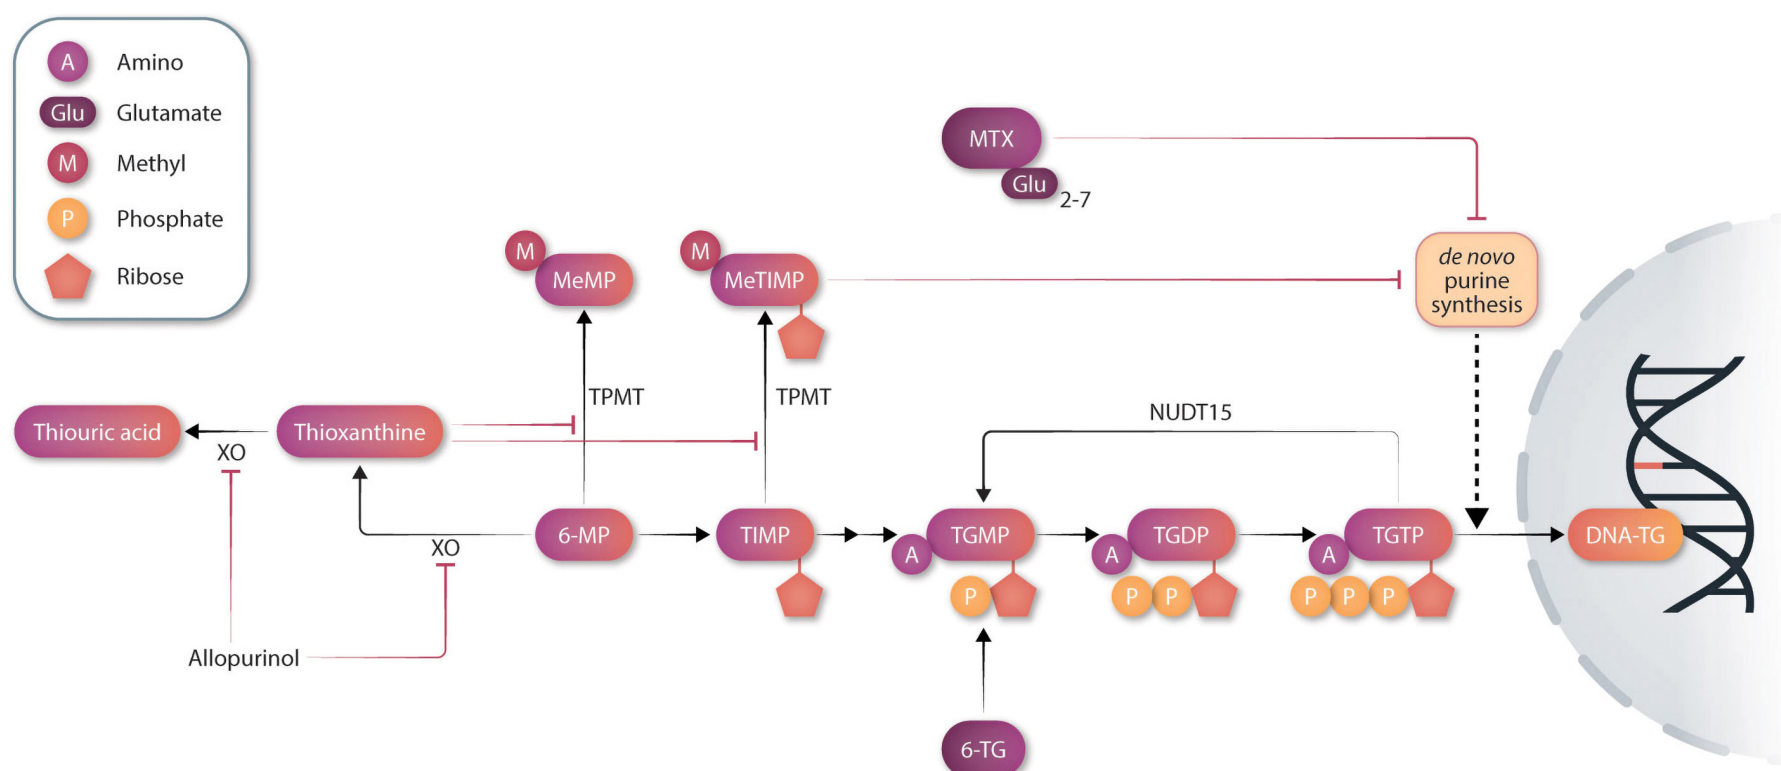 A Amino
Glu Glutamate
M Methyl
P Phosphate
Ribose
MTX
Glu
2-7
M
MeMP
M
MeTIMP
de novo
purine
synthesis
TPMT
TPMT
Thiouric acid
XO
Thioxanthine
NUDT15
6-MP
XO
TIMP
TGMP
A
P
TGDP
A
P P
TGTP
A
P P P
DNA-TG
Allopurinol
6-TG